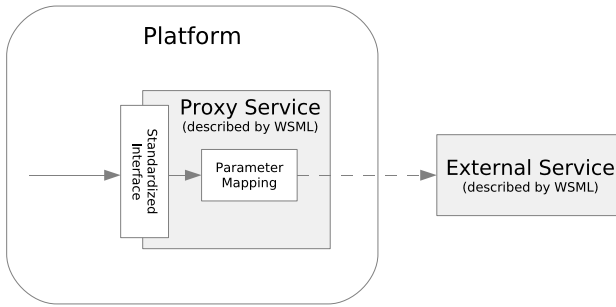 Platform
Proxy Service
(described by WSML)
Standardized
Interface
Parameter
Mapping
External Service
(described by WSML)